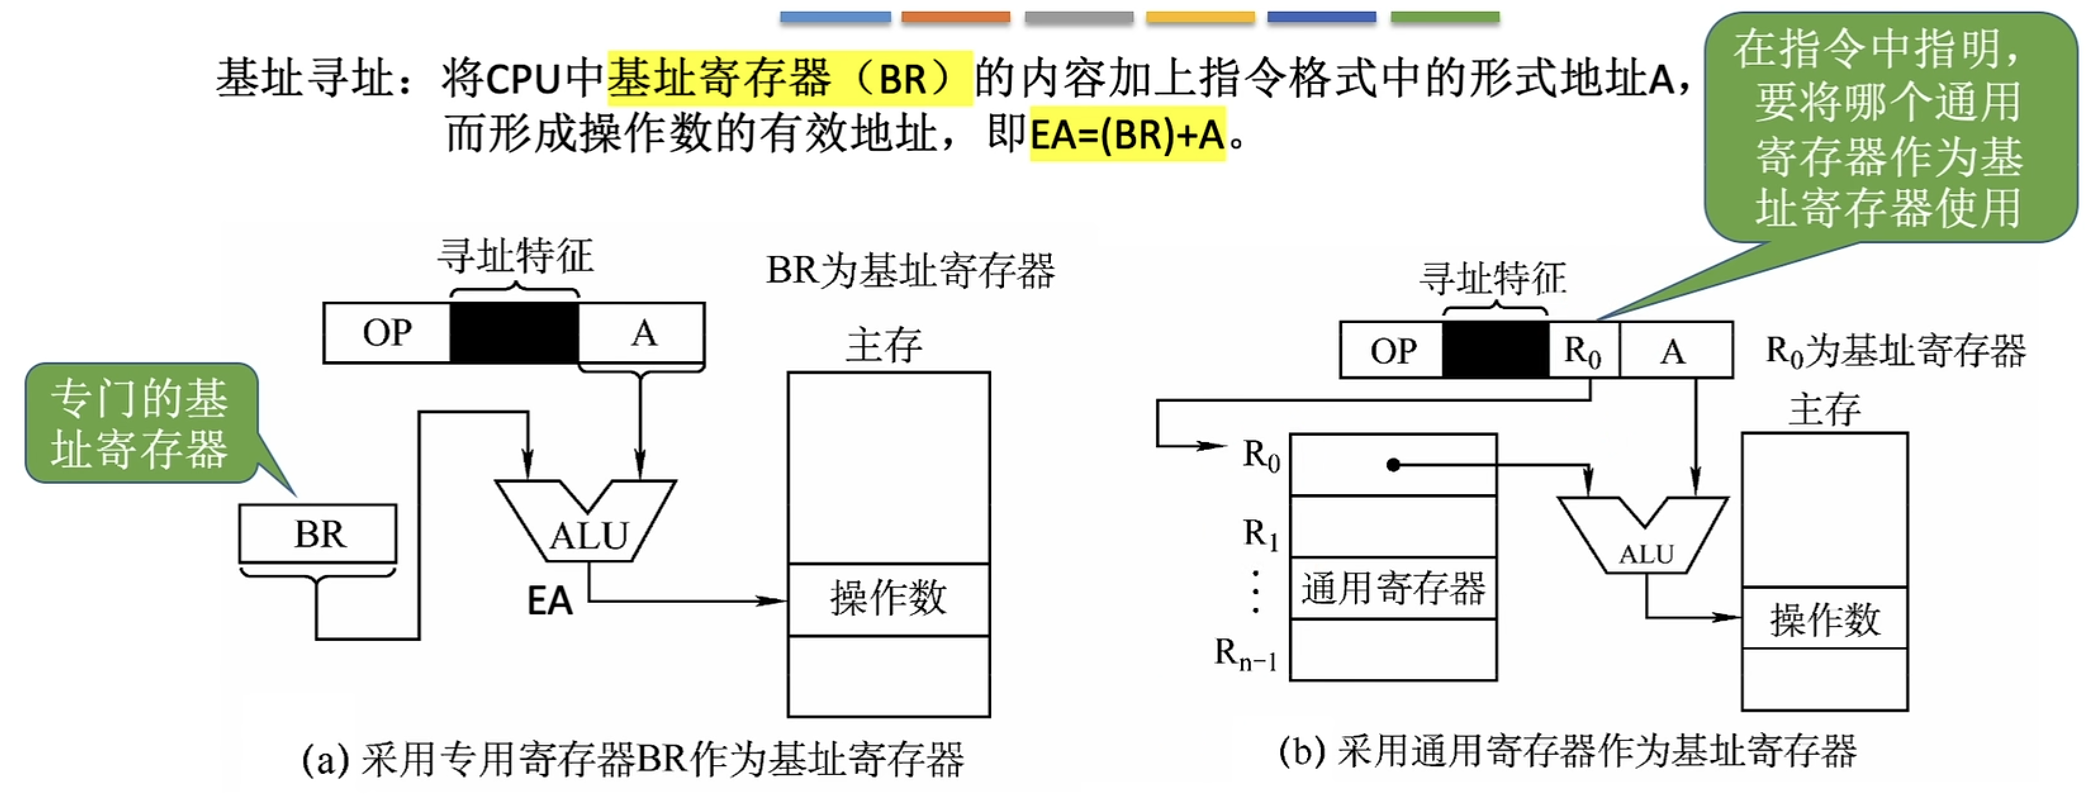 基址寻址：将CPU中基址寄存器（BR）的内容加上指令格式中的形式地址A，
而形成操作数的有效地址，即EA=(BR)+A。
在指令中指明，
要将哪个通用
寄存器作为基
址寄存器使用
寻址特征
BR为基址寄存器
OP
A
主存
专门的基
址寄存器
BR
ALU
EA
操作数
(a) 采用专用寄存器BR作为基址寄存器
寻址特征
OP
R₀
A
R₀为基址寄存器
主存
R₀
R₁
⋮
通用寄存器
Rₙ₋₁
ALU
操作数
(b) 采用通用寄存器作为基址寄存器